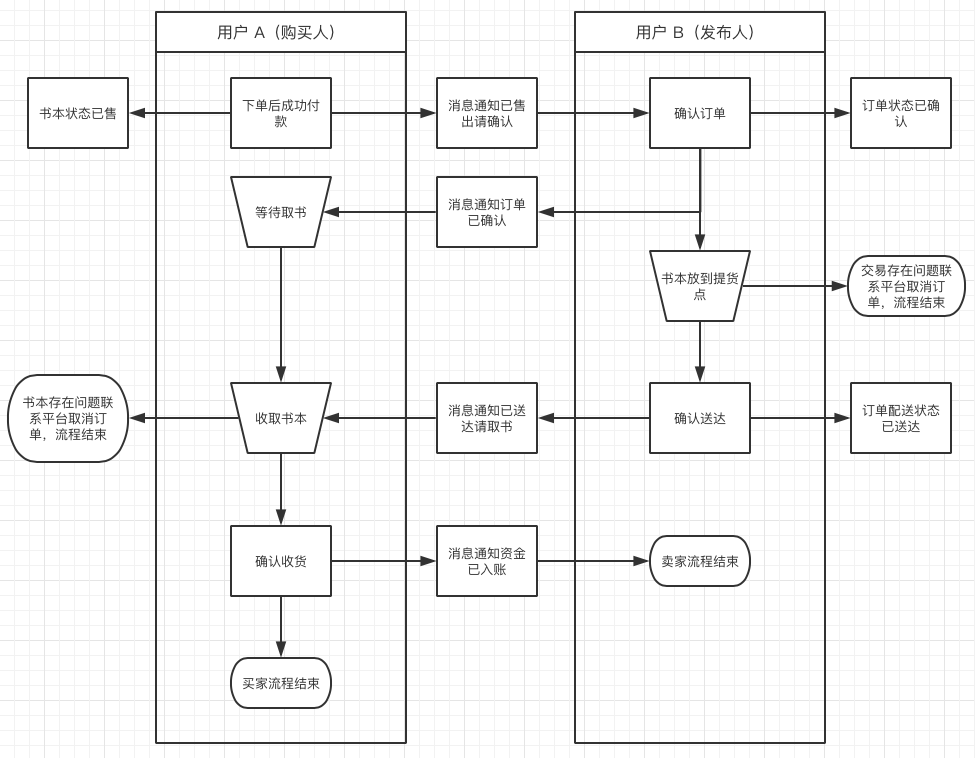 用户 A（购买人）
用户 B（发布人）
书本状态已售
下单后成功付
款
消息通知已售
出请确认
确认订单
订单状态已确
认
等待取书
消息通知订单
已确认
书本放到提货
点
交易存在问题联
系平台取消订
单，流程结束
书本存在问题联
系平台取消订
单，流程结束
收取书本
消息通知已送
达请取书
确认送达
订单配送状态
已送达
确认收货
消息通知资金
已入账
卖家流程结束
买家流程结束